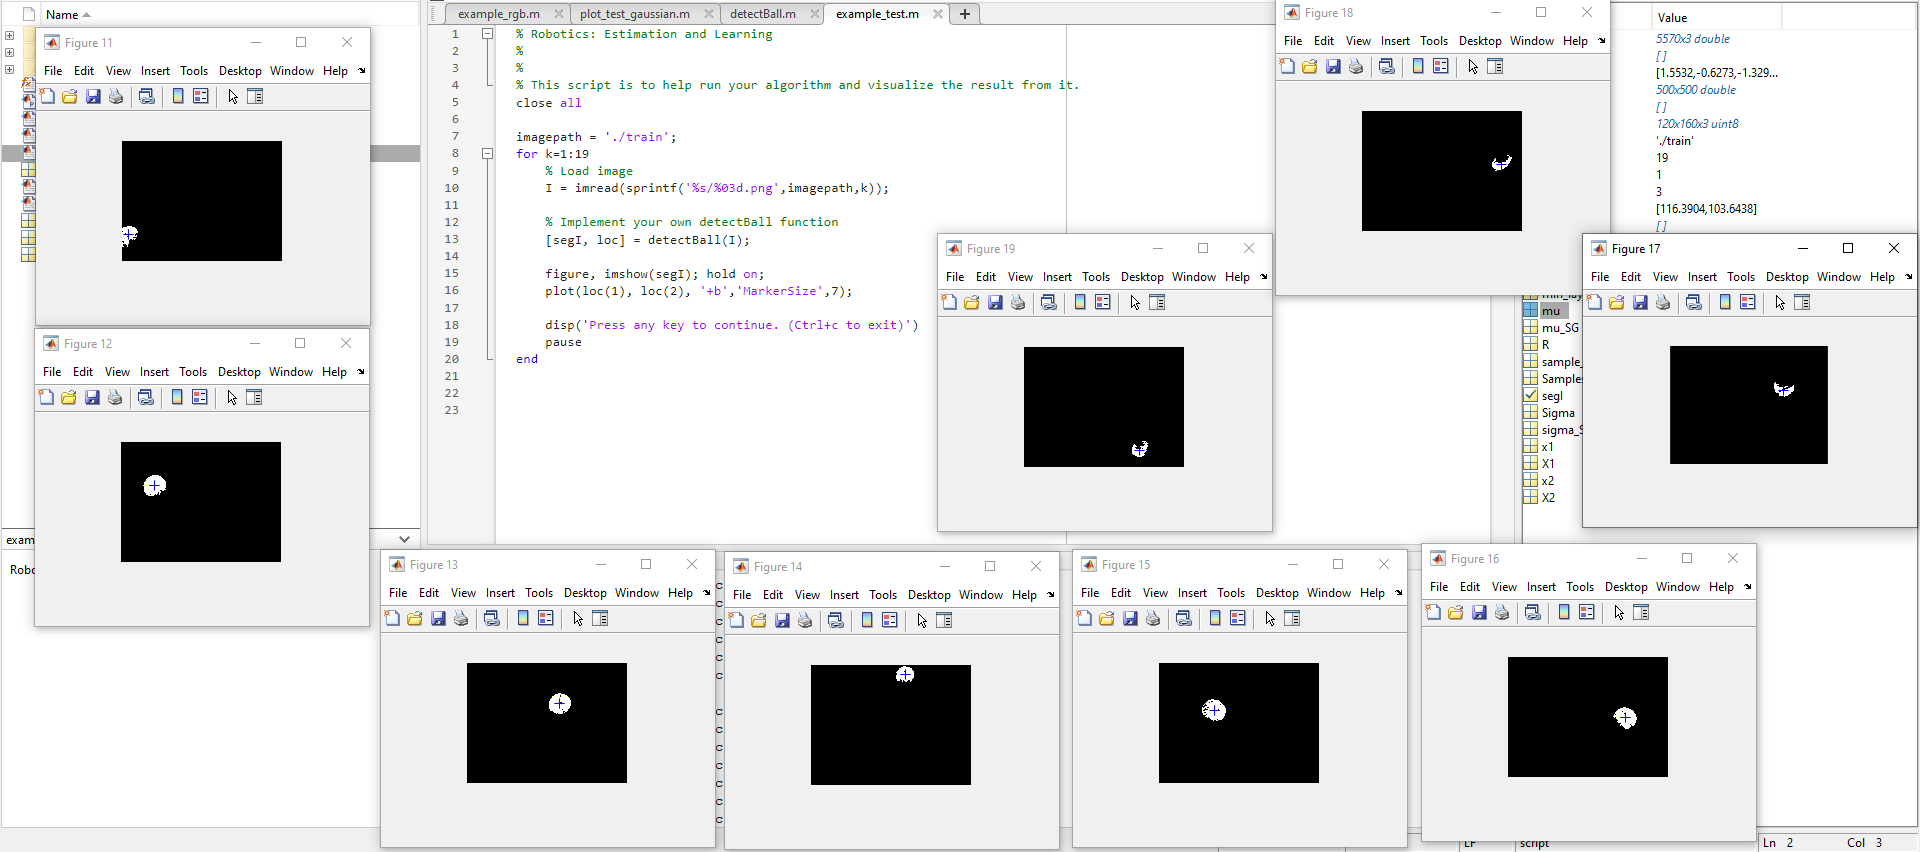 Name
example_rgb.m
plot_test_gaussian.m
detectBall.m
example_test.m
1 % Robotics: Estimation and Learning
2 %
3 %
4 % This script is to help run your algorithm and visualize the result from it.
5 close all
6
7 imagepath = './train';
8 for k=1:19
9 % Load image
10 I = imread(sprintf('%s/%03d.png',imagepath,k));
11
12 % Implement your own detectBall function
13 [segI, loc] = detectBall(I);
14
15 figure, imshow(segI); hold on;
16 plot(loc(1), loc(2), '+b','MarkerSize',7);
17
18 disp('Press any key to continue. (Ctrl+c to exit)')
19 pause
20 end
21
22
23
Figure 11
File Edit View Insert Tools Desktop Window Help
Figure 12
File Edit View Insert Tools Desktop Window Help
exam
Robo
Figure 13
File Edit View Insert Tools Desktop Window Help
Figure 14
File Edit View Insert Tools Desktop Window Help
Figure 15
File Edit View Insert Tools Desktop Window Help
Figure 16
File Edit View Insert Tools Desktop Window Help
Figure 19
File Edit View Insert Tools Desktop Window Help
Figure 18
File Edit View Insert Tools Desktop Window Help
Figure 17
File Edit View Insert Tools Desktop Window Help
Value
5570x3 double
[]
[1.5532,-0.6273,-1.329...
500x500 double
[]
120x160x3 uint8
'./train'
19
1
3
[116.3904,103.6438]
[]
mu
mu_SG
R
sample_
Samples
segI
Sigma
sigma_S
x1
X1
x2
X2
LF
script
Ln 2
Col 3